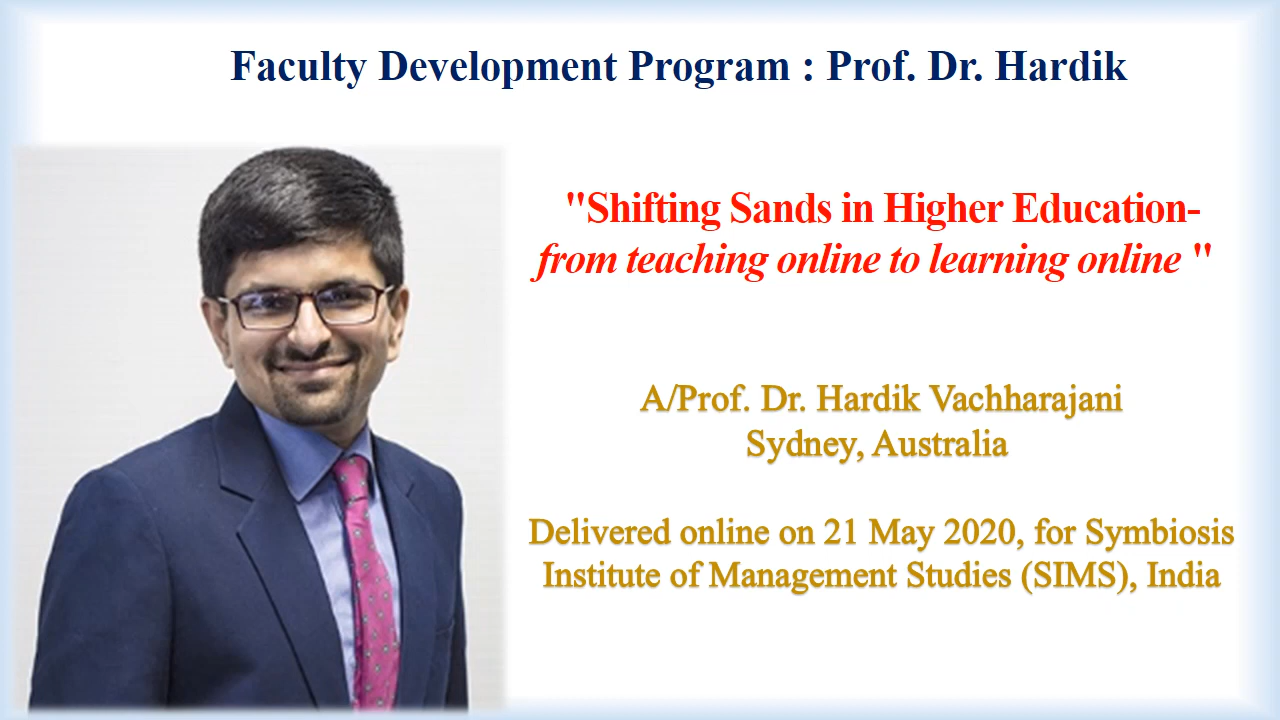 Faculty Development Program : Prof. Dr. Hardik
"Shifting Sands in Higher Education-
from teaching online to learning online "
A/Prof. Dr. Hardik Vachharajani
Sydney, Australia
Delivered online on 21 May 2020, for Symbiosis
Institute of Management Studies (SIMS), India